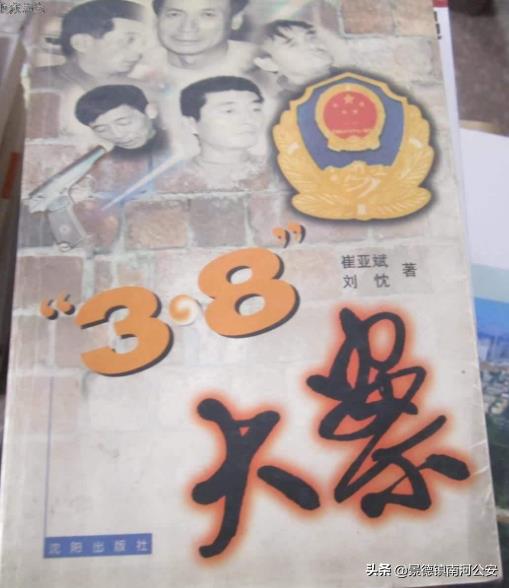 “3·8”
崔亚斌
刘忱 著
大案
沈阳出版社
头条 @景德镇南河公安